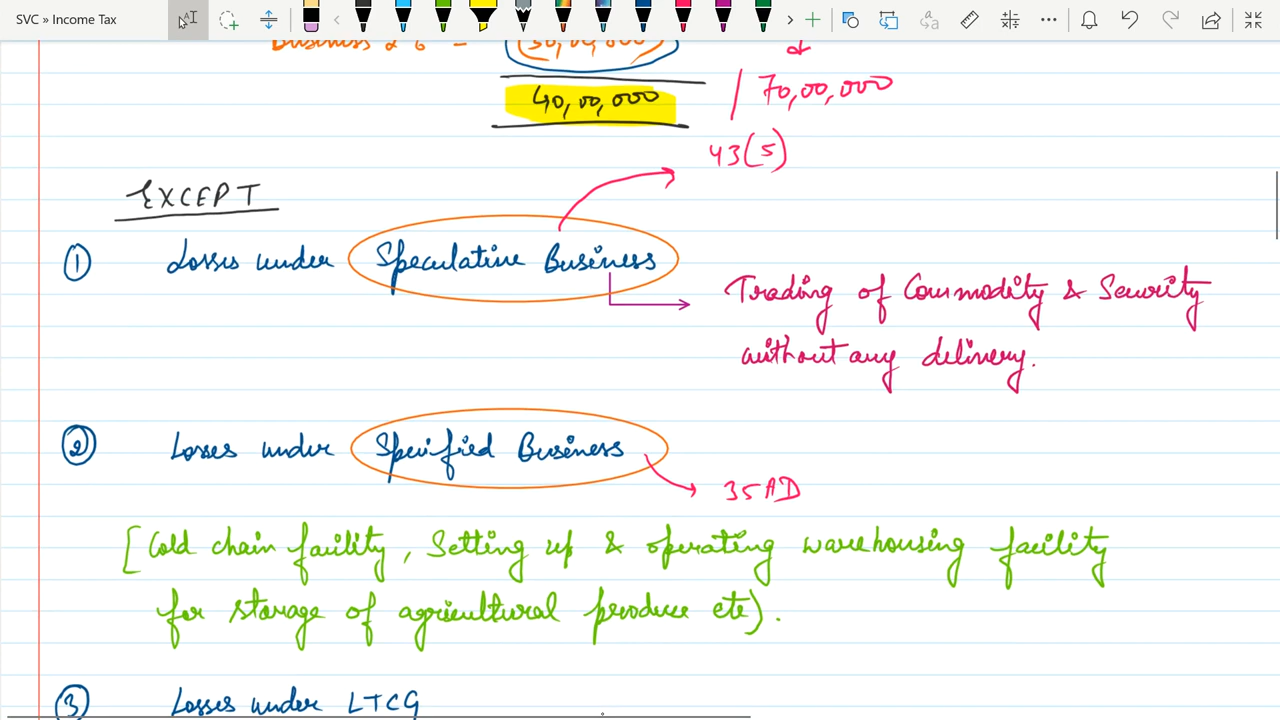 SVC » Income Tax
Business
40,00,000 / 70,00,000
43(5)
EXCEPT
① Losses under Speculative Business
Trading of Commodity & Security
without any delivery.
② Losses under Specified Business
35AD
[Cold chain facility, Setting up & operating warehousing facility
for storage of agricultural produce etc).
③ Losses under LTCG